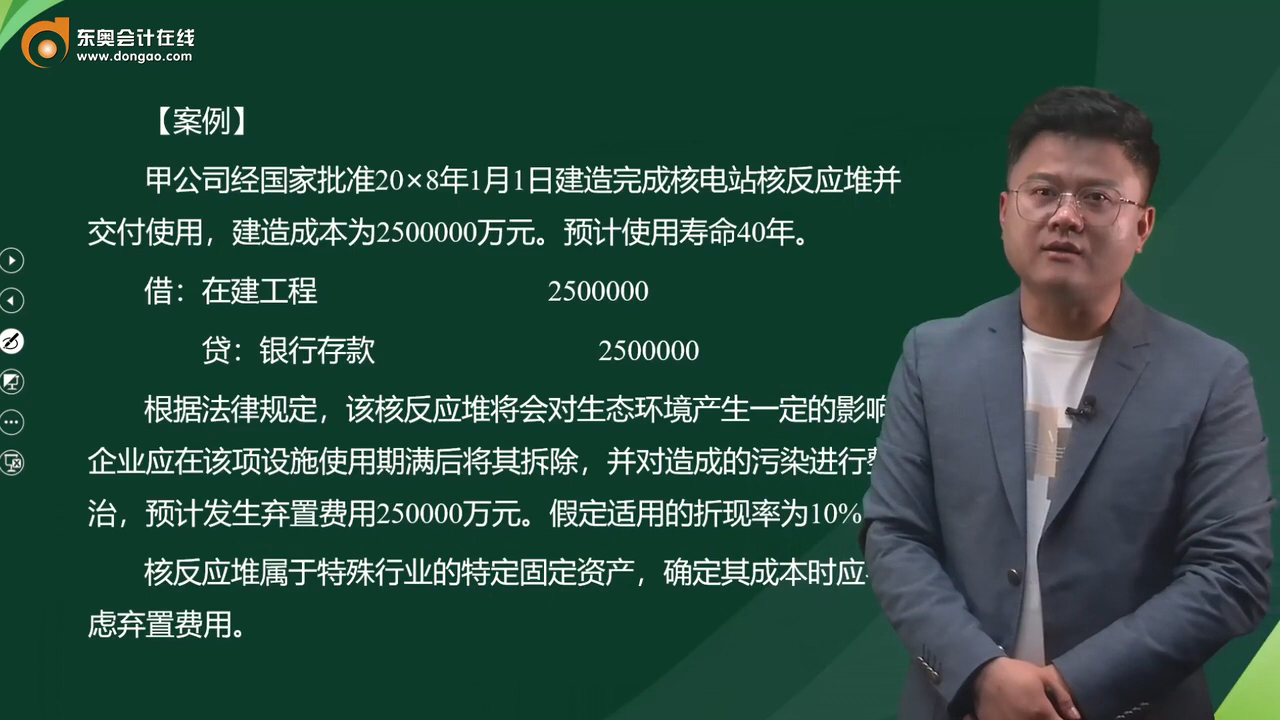 东奥会计在线
www.dongao.com
【案例】
甲公司经国家批准20×8年1月1日建造完成核电站核反应堆并
交付使用，建造成本为2500000万元。预计使用寿命40年。
借：在建工程 2500000
贷：银行存款 2500000
根据法律规定，该核反应堆将会对生态环境产生一定的影响
企业应在该项设施使用期满后将其拆除，并对造成的污染进行
治，预计发生弃置费用250000万元。假定适用的折现率为10%
核反应堆属于特殊行业的特定固定资产，确定其成本时应
虑弃置费用。